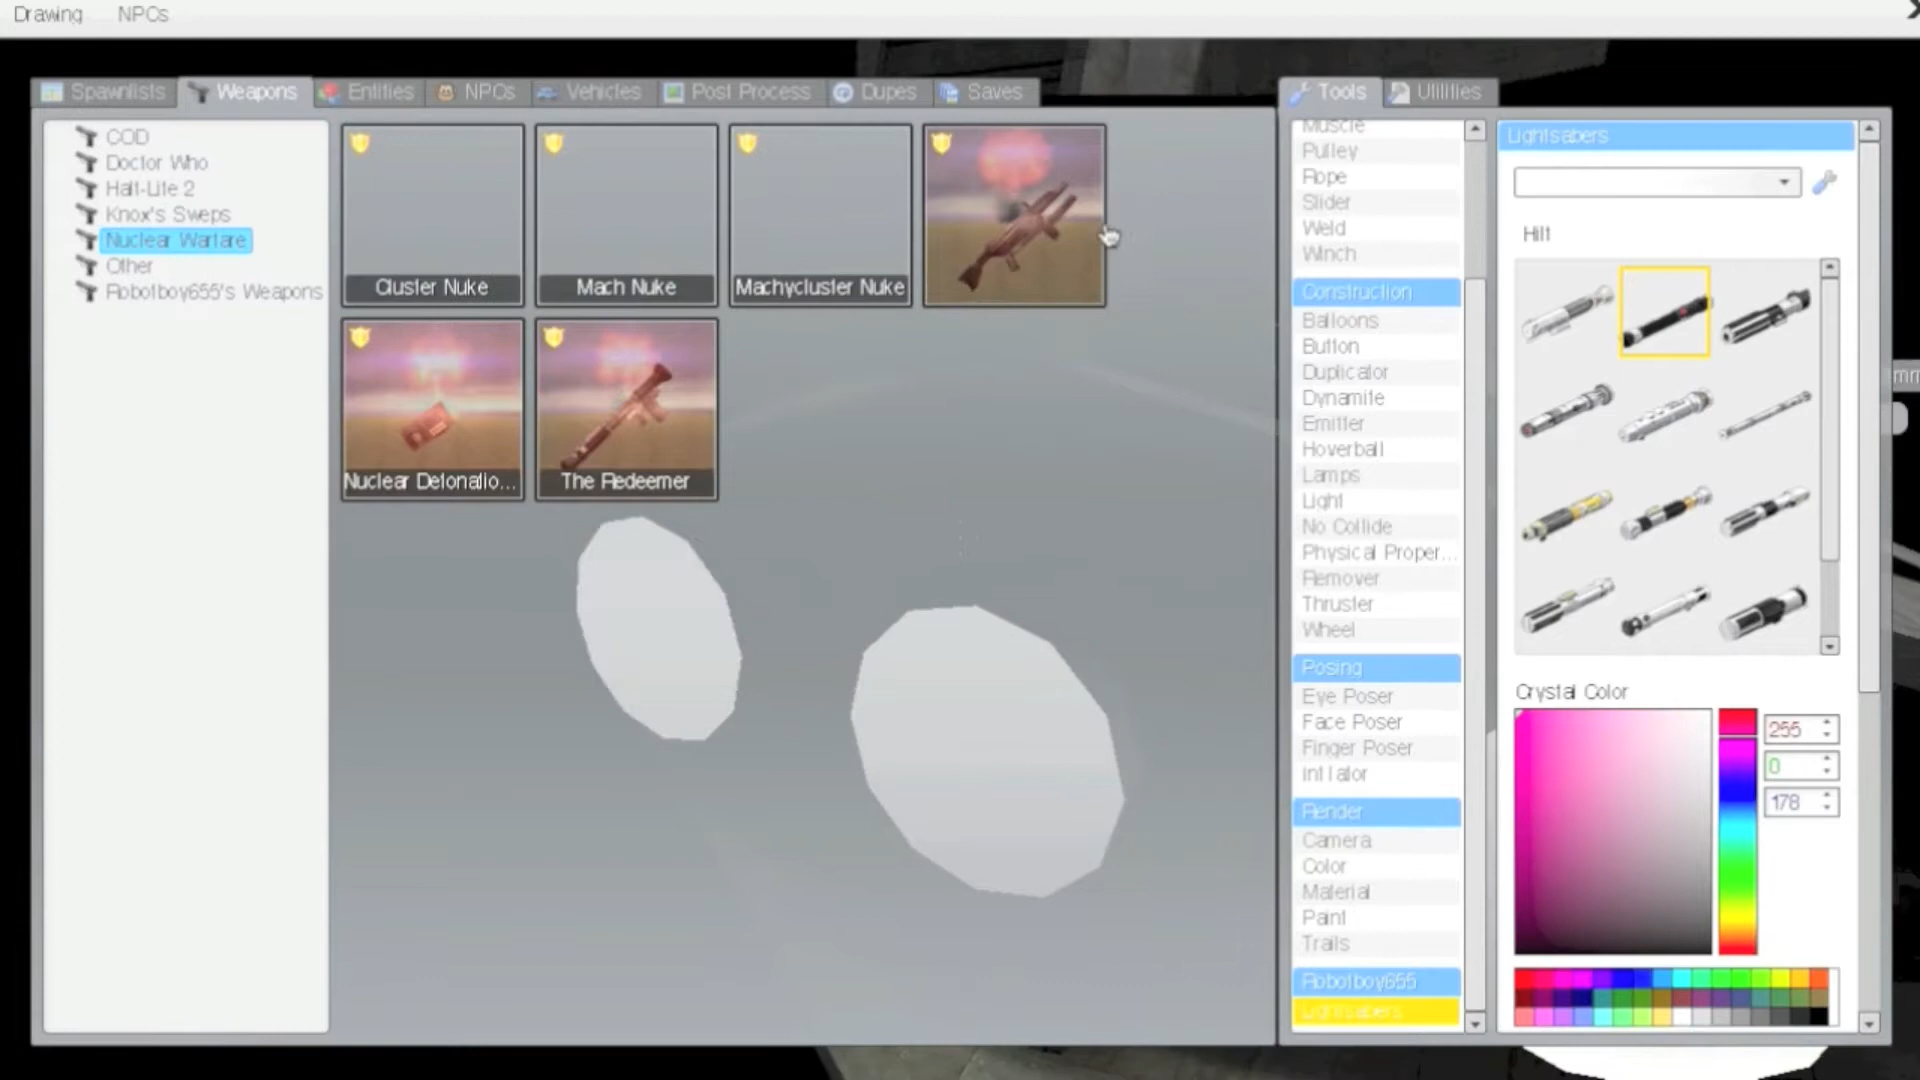 Drawing NPCs
Spawnlists Weapons Entities NPCs Vehicles Post Process Dupes Saves
COD
Doctor Who
Half-Life 2
Knox's Sweps
Nuclear Warfare
Other
Robotboy655's Weapons
Cluster Nuke
Mach Nuke
Machycluster Nuke
Nuclear Detonatio...
The Redeemer
Tools Utilities
Muscle
Pulley
Rope
Slider
Weld
Winch
Construction
Balloons
Button
Duplicator
Dynamite
Emitter
Hoverball
Lamps
Light
No Collide
Physical Proper...
Remover
Thruster
Wheel
Posing
Eye Poser
Face Poser
Finger Poser
Inflator
Render
Camera
Color
Material
Paint
Trails
Robotboy655
Lightsabers
Lightsabers
Hilt
Crystal Color
255
0
178